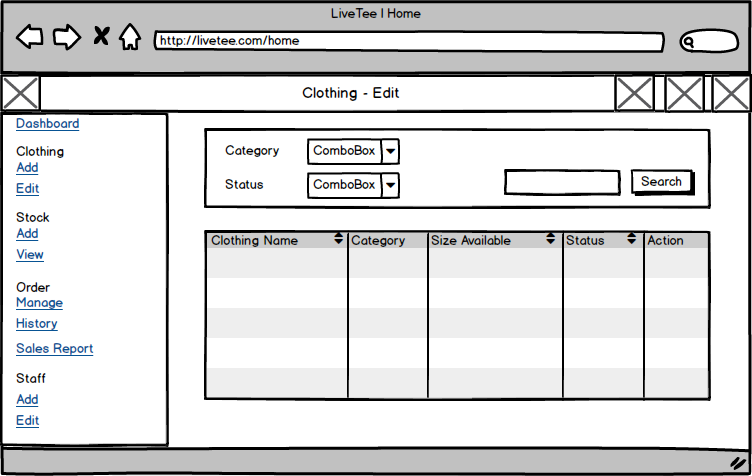 LiveTee | Home
http://livetee.com/home
Clothing - Edit
Dashboard
Clothing
Add
Edit
Stock
Add
View
Order
Manage
History
Sales Report
Staff
Add
Edit
Category ComboBox
Status ComboBox
Search
Clothing Name Category Size Available Status Action